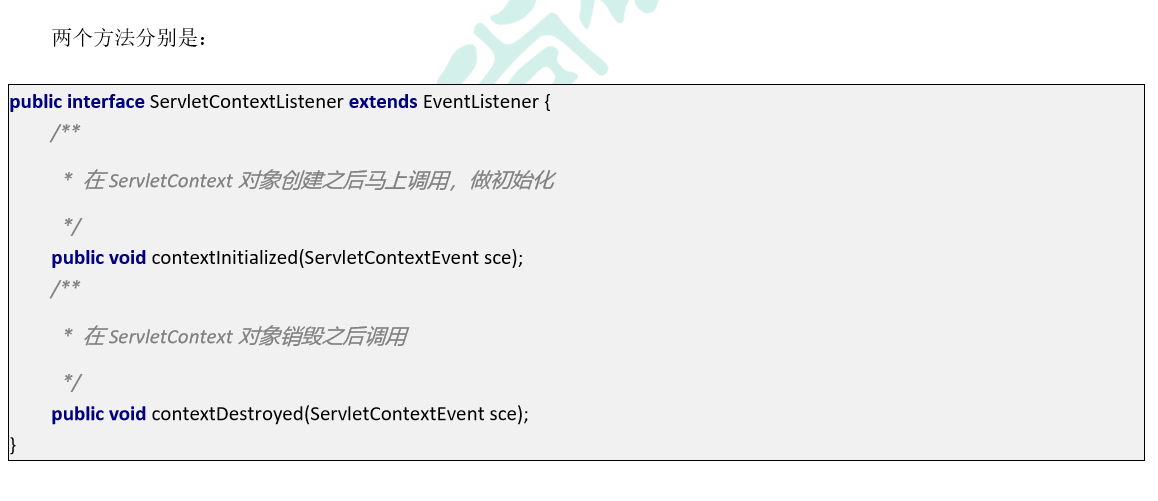 两个方法分别是：
public interface ServletContextListener extends EventListener {
/**
* 在 ServletContext 对象创建之后马上调用，做初始化
*/
public void contextInitialized(ServletContextEvent sce);
/**
* 在 ServletContext 对象销毁之后调用
*/
public void contextDestroyed(ServletContextEvent sce);
}